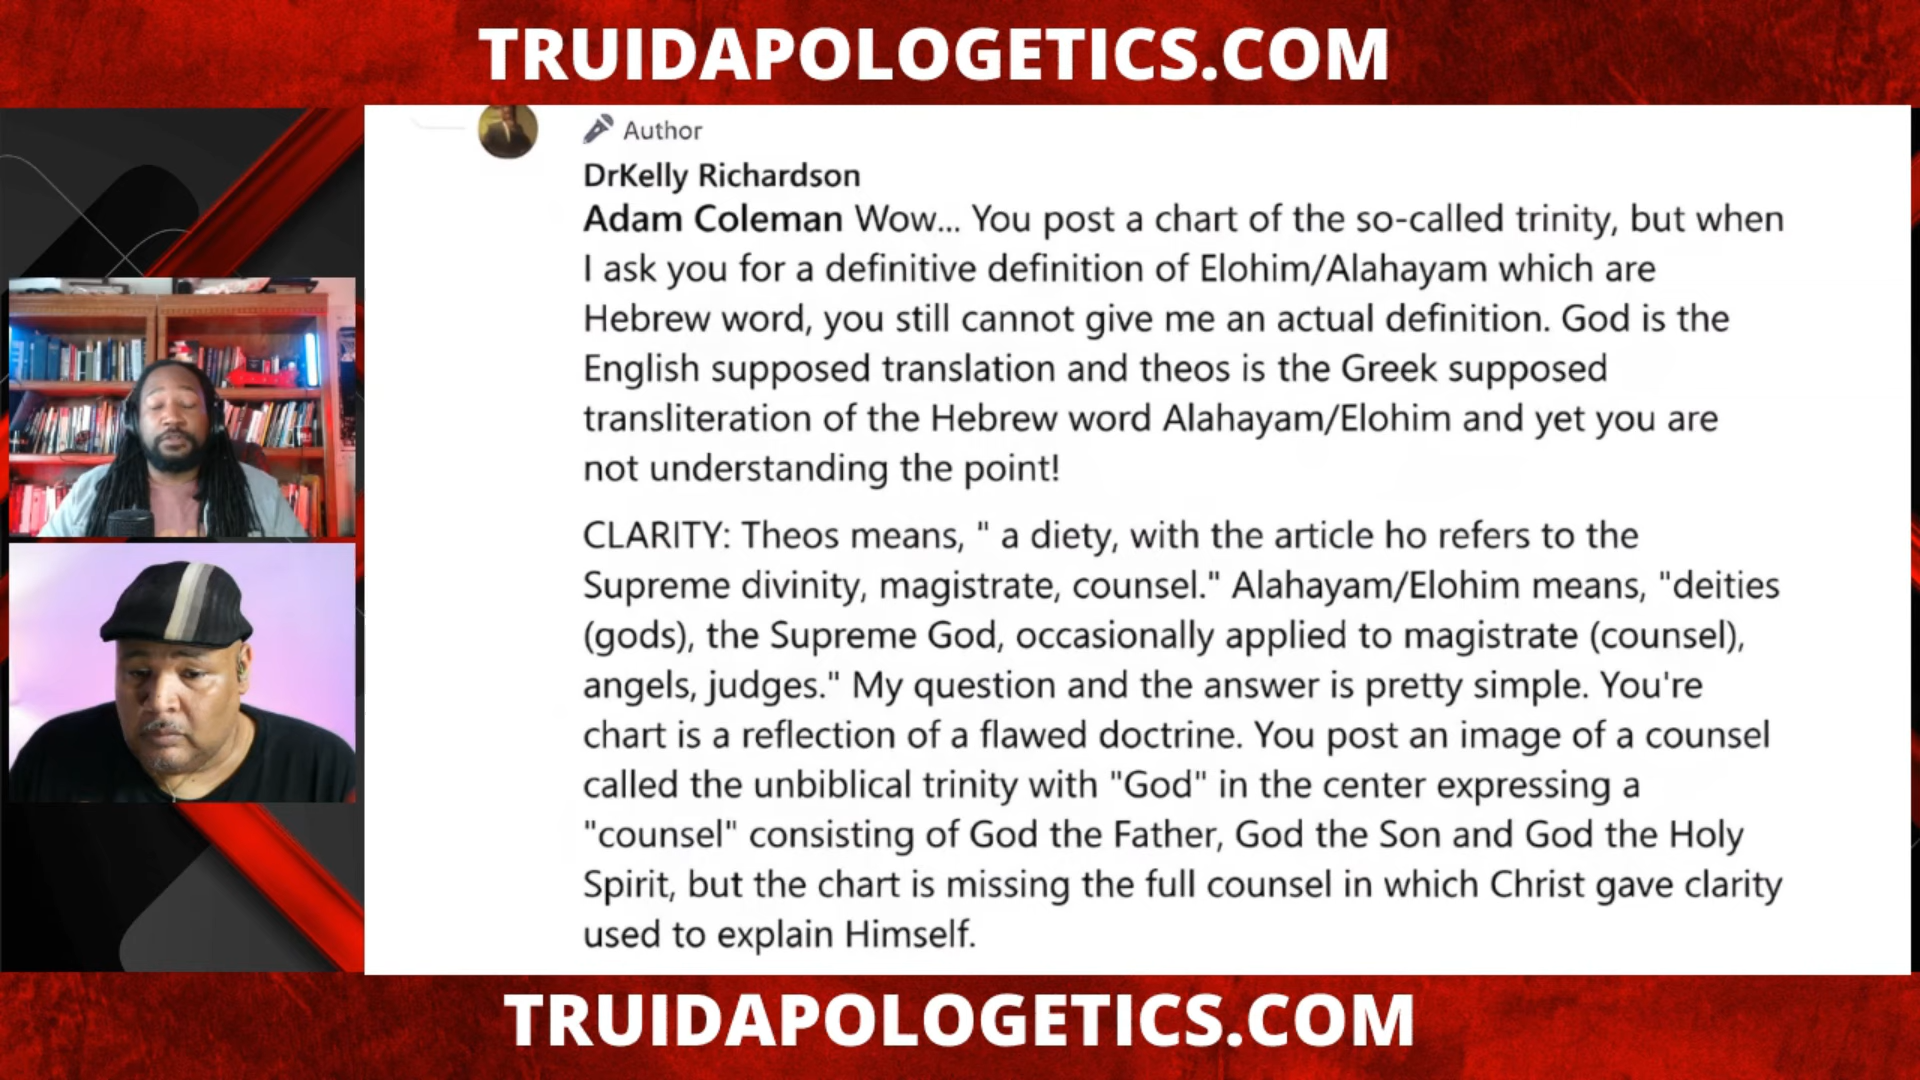 TRUIDAPOLOGETICS.COM
Author
DrKelly Richardson
Adam Coleman Wow... You post a chart of the so-called trinity, but when
I ask you for a definitive definition of Elohim/Alahayam which are
Hebrew word, you still cannot give me an actual definition. God is the
English supposed translation and theos is the Greek supposed
transliteration of the Hebrew word Alahayam/Elohim and yet you are
not understanding the point!
CLARITY: Theos means, " a diety, with the article ho refers to the
Supreme divinity, magistrate, counsel." Alahayam/Elohim means, "deities
(gods), the Supreme God, occasionally applied to magistrate (counsel),
angels, judges." My question and the answer is pretty simple. You're
chart is a reflection of a flawed doctrine. You post an image of a counsel
called the unbiblical trinity with "God" in the center expressing a
"counsel" consisting of God the Father, God the Son and God the Holy
Spirit, but the chart is missing the full counsel in which Christ gave clarity
used to explain Himself.
TRUIDAPOLOGETICS.COM